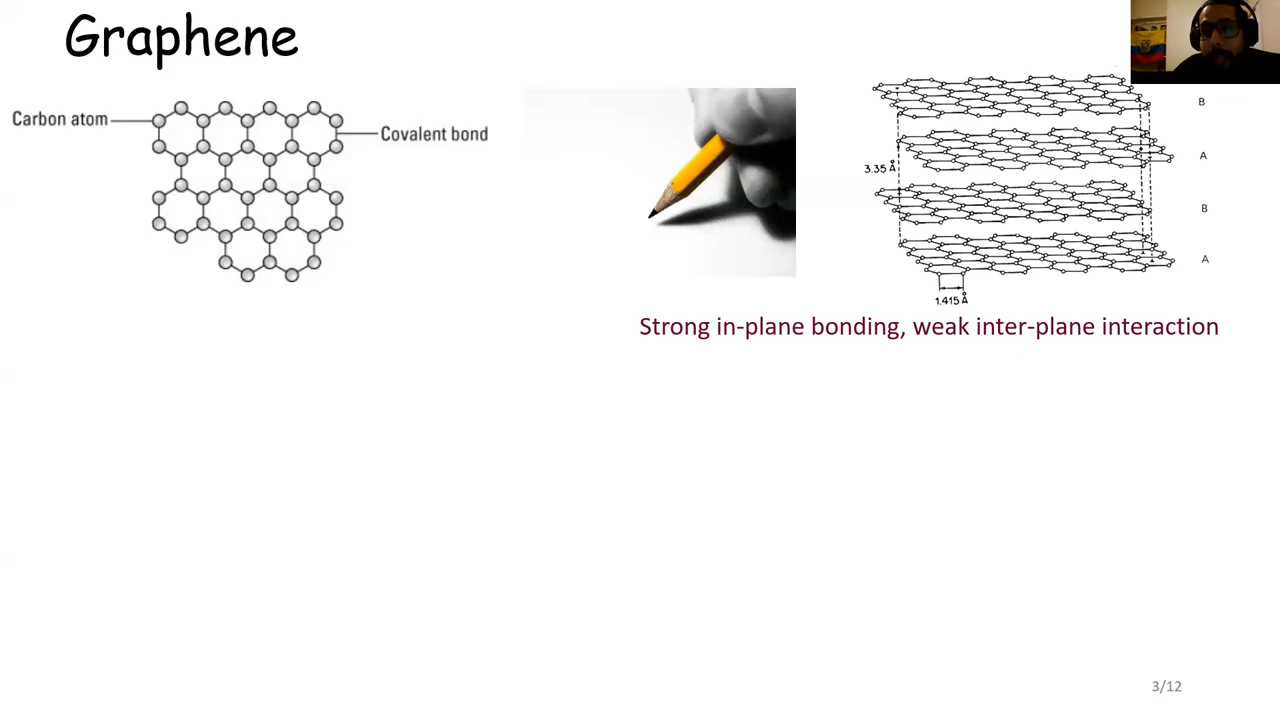 Graphene
Carbon atom
Covalent bond
B
A
3.35 Å
B
A
1.415 Å
Strong in-plane bonding, weak inter-plane interaction
3/12